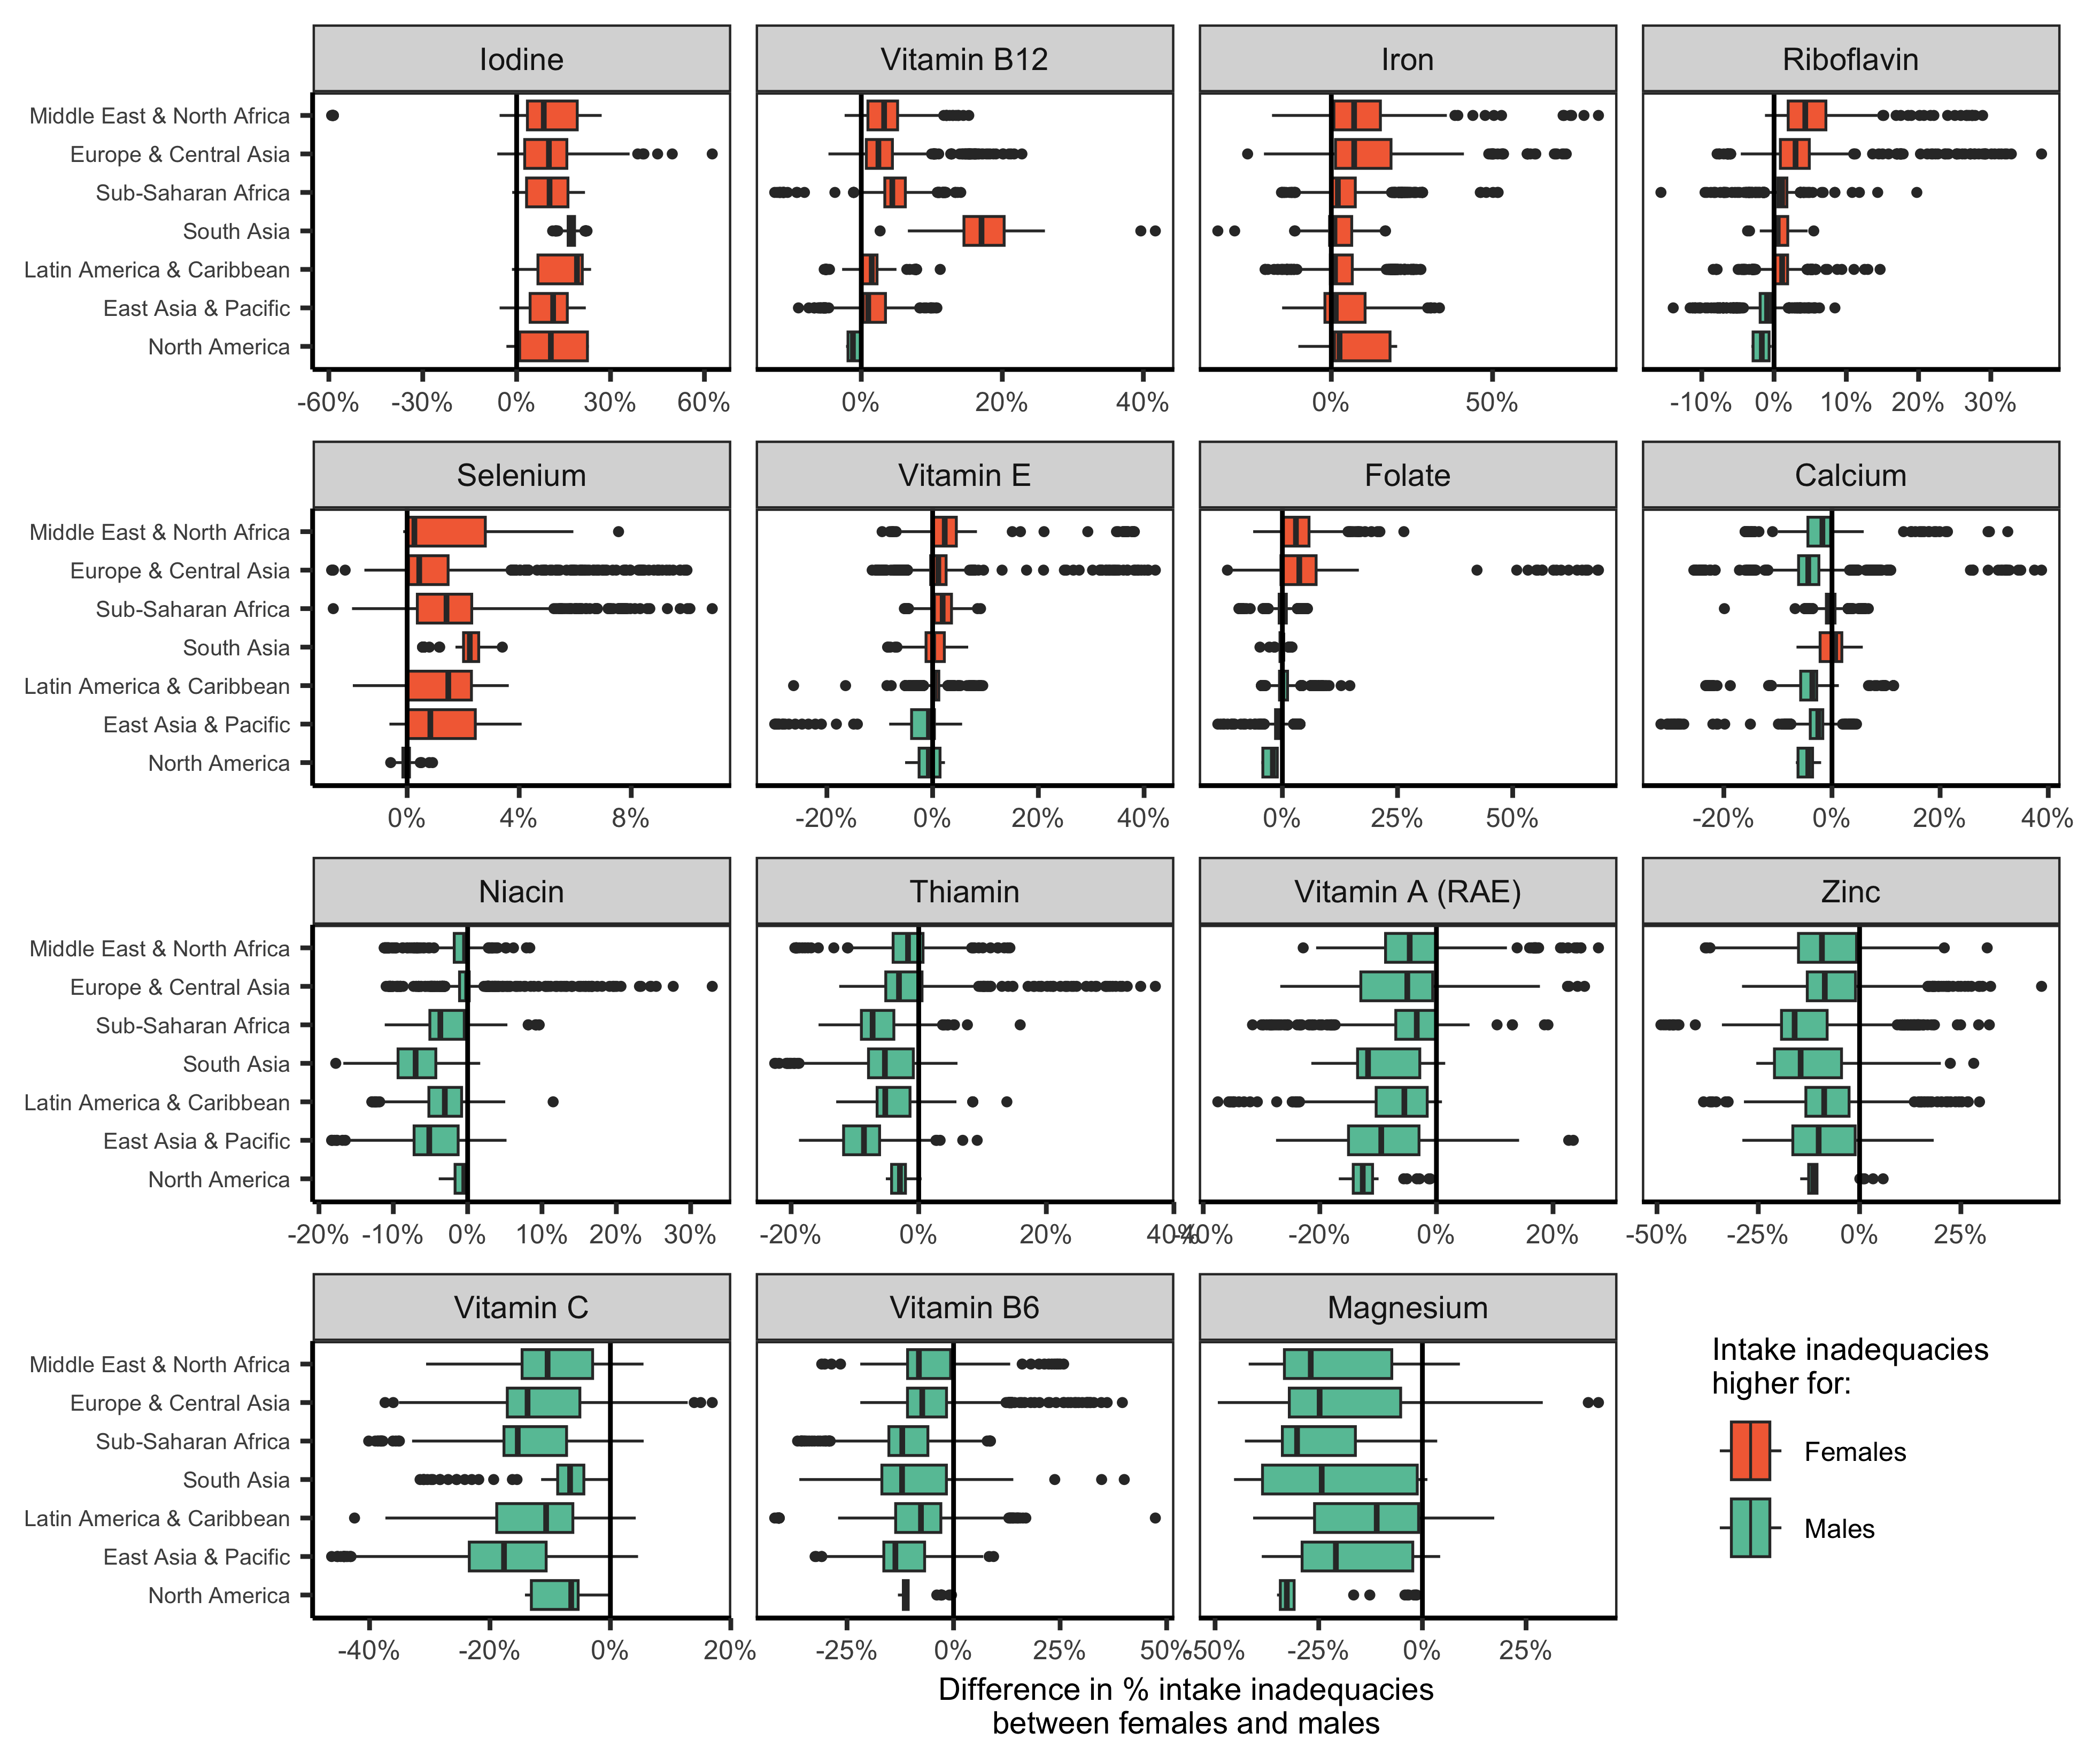 Iodine
Vitamin B12
Iron
Riboflavin
Middle East & North Africa
Europe & Central Asia
Sub-Saharan Africa
South Asia
Latin America & Caribbean
East Asia & Pacific
North America
-60% -30% 0% 30% 60%
0% 20% 40%
0% 50%
-10% 0% 10% 20% 30%
Selenium
Vitamin E
Folate
Calcium
Middle East & North Africa
Europe & Central Asia
Sub-Saharan Africa
South Asia
Latin America & Caribbean
East Asia & Pacific
North America
0% 4% 8%
-20% 0% 20% 40%
0% 25% 50%
-20% 0% 20% 40%
Niacin
Thiamin
Vitamin A (RAE)
Zinc
Middle East & North Africa
Europe & Central Asia
Sub-Saharan Africa
South Asia
Latin America & Caribbean
East Asia & Pacific
North America
-20% -10% 0% 10% 20% 30%
-20% 0% 20% 40%
-40% -20% 0% 20%
-50% -25% 0% 25%
Vitamin C
Vitamin B6
Magnesium
Middle East & North Africa
Europe & Central Asia
Sub-Saharan Africa
South Asia
Latin America & Caribbean
East Asia & Pacific
North America
-40% -20% 0% 20%
-25% 0% 25% 50%
-50% -25% 0% 25%
Intake inadequacies
higher for:
Females
Males
Difference in % intake inadequacies
between females and males